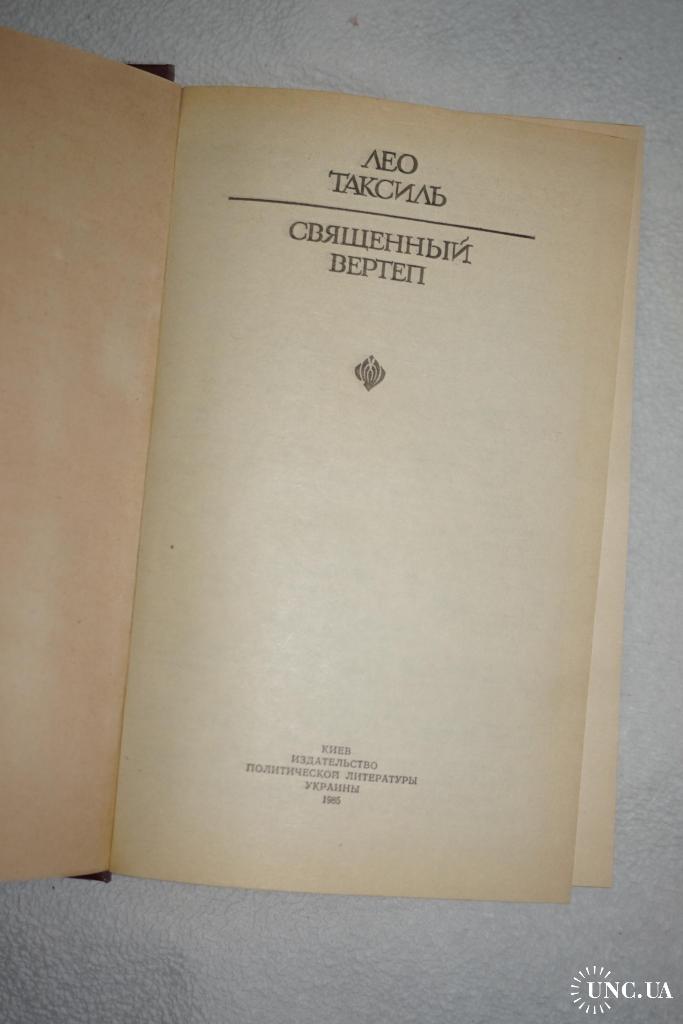 ЛЕО
ТАКСИЛЬ
СВЯЩЕННЫЙ
ВЕРТЕП
КИЕВ
ИЗДАТЕЛЬСТВО
ПОЛИТИЧЕСКОЙ ЛИТЕРАТУРЫ
УКРАИНЫ
1985
UNC.UA